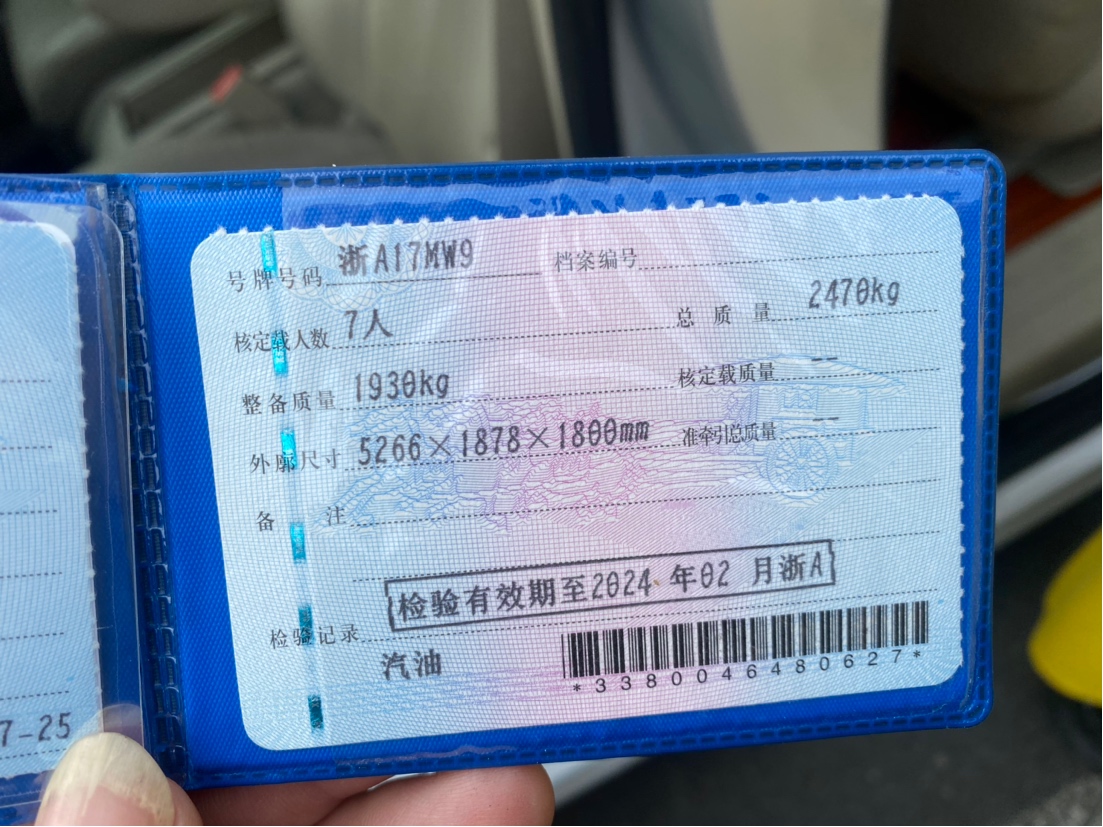 号牌号码 浙A17MW9 档案编号
核定载人数 7人 总质量 2470kg
整备质量 1930kg 核定载质量 --
外廓尺寸 5266×1878×1800mm 准牵引总质量 --
备注
检验有效期至2024年02月浙A
检验记录
汽油
*3380046480627*
7-25